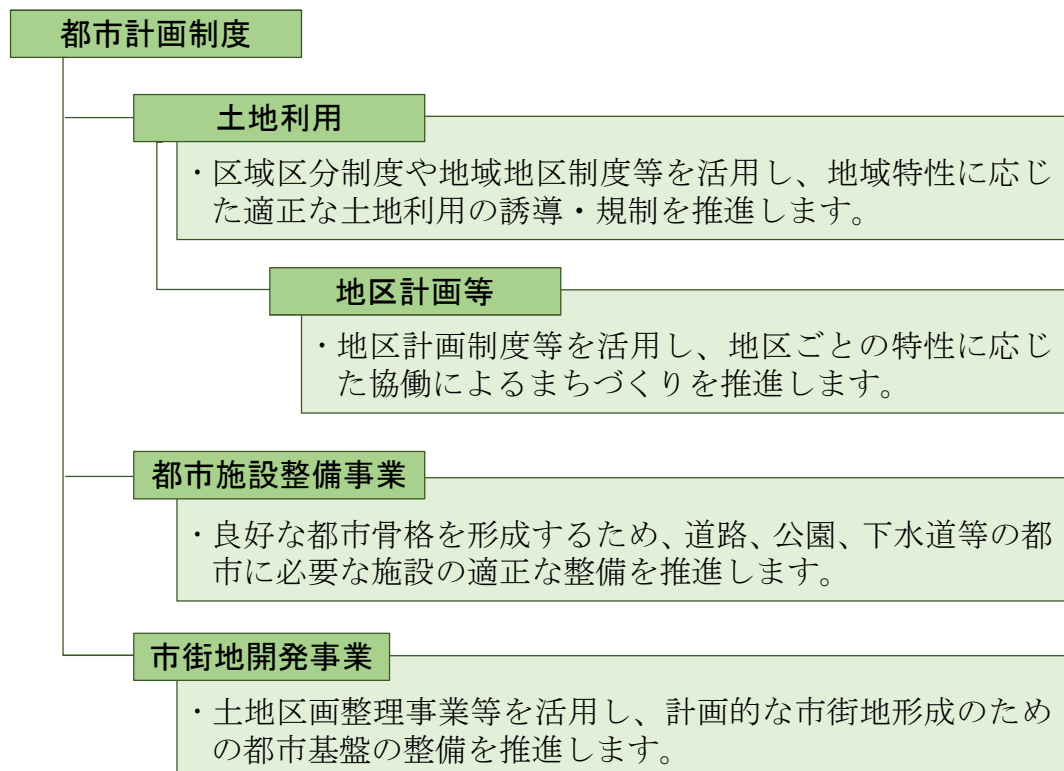 都市計画制度
土地利用
・区域区分制度や地域地区制度等を活用し、地域特性に応じ
た適正な土地利用の誘導・規制を推進します。
地区計画等
・地区計画制度等を活用し、地区ごとの特性に応じ
た協働によるまちづくりを推進します。
都市施設整備事業
・良好な都市骨格を形成するため、道路、公園、下水道等の都
市に必要な施設の適正な整備を推進します。
市街地開発事業
・土地区画整理事業等を活用し、計画的な市街地形成のため
の都市基盤の整備を推進します。